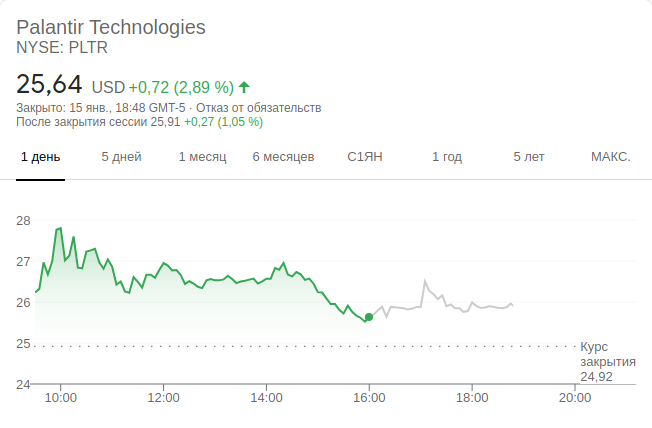 Palantir Technologies
NYSE: PLTR
25,64 USD +0,72 (2,89 %)
Закрыто: 15 янв., 18:48 GMT-5 · Отказ от обязательств
После закрытия сессии 25,91 +0,27 (1,05 %)
1 день 5 дней 1 месяц 6 месяцев С1ЯН 1 год 5 лет МАКС.
28
27
26
25
Курс
закрытия
24,92
24
10:00 12:00 14:00 16:00 18:00 20:00